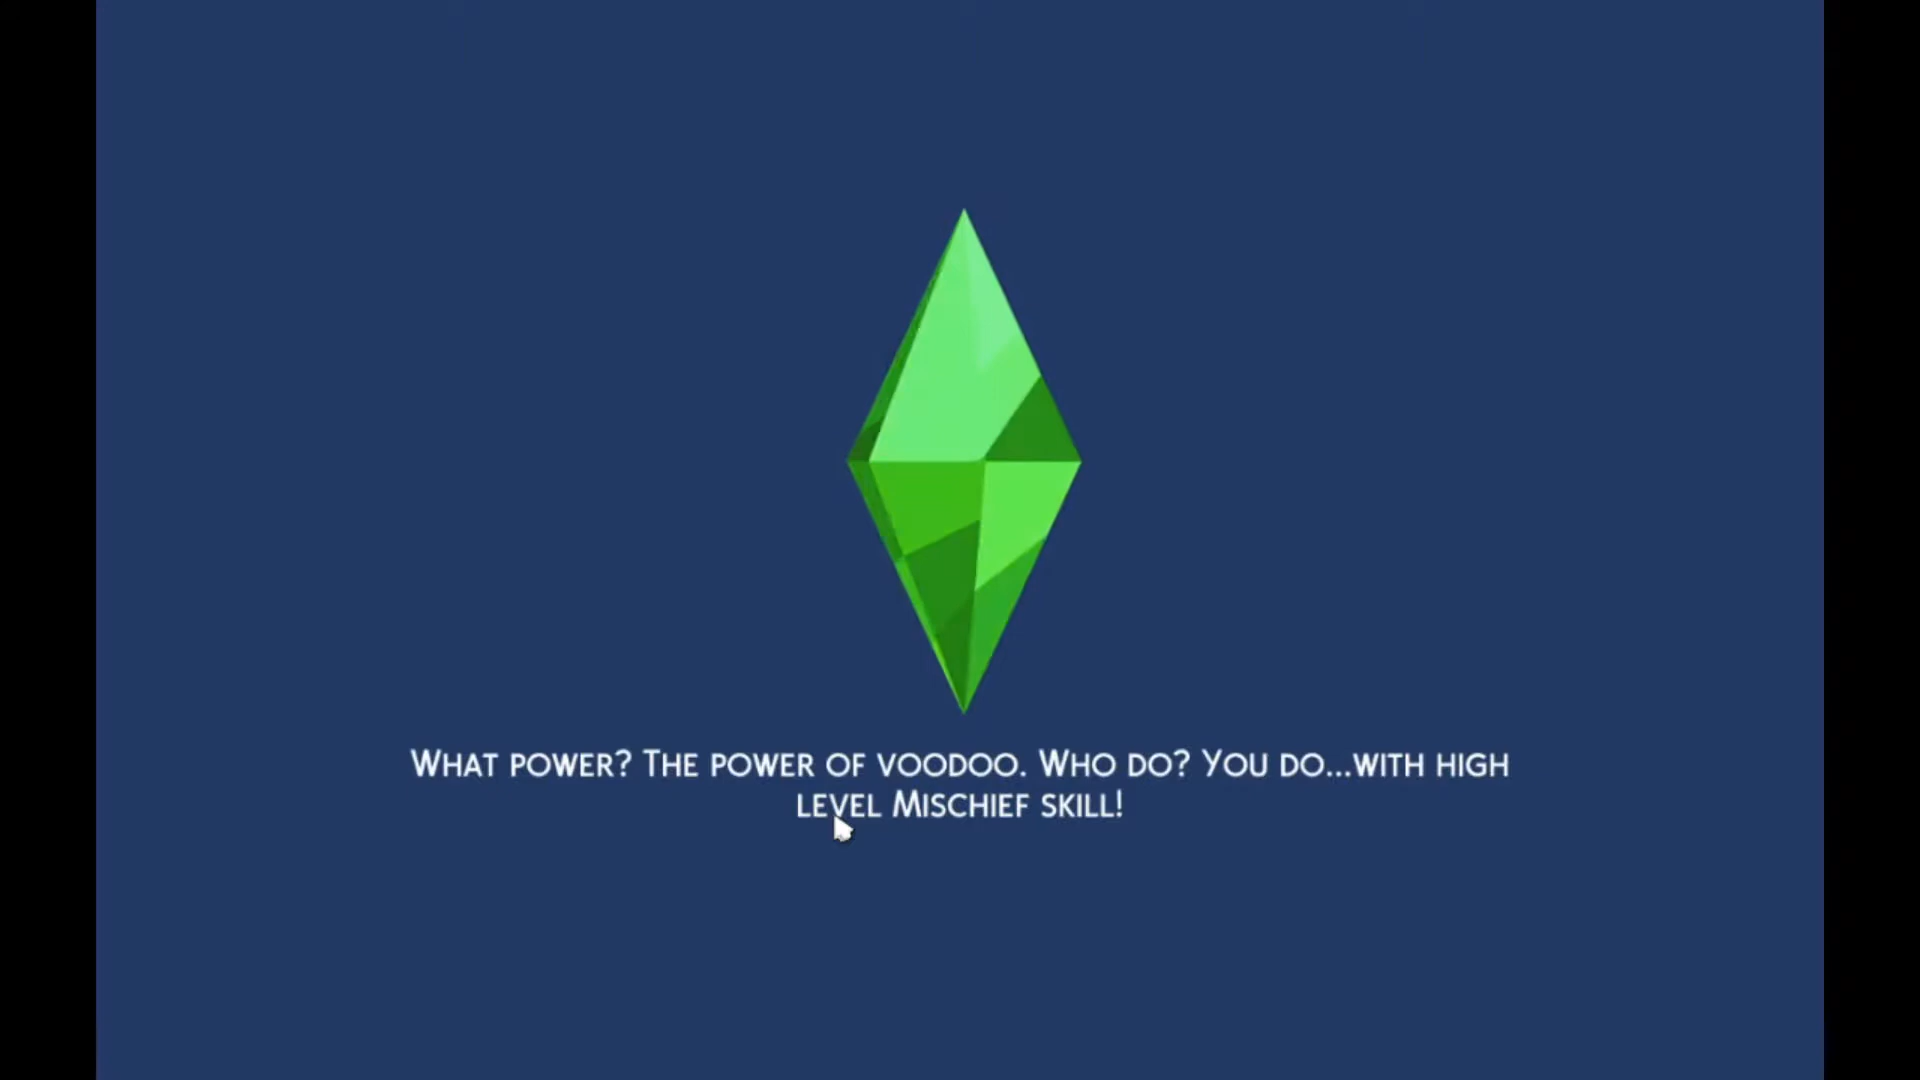 What power? The power of voodoo. Who do? You do...with high
level Mischief skill!